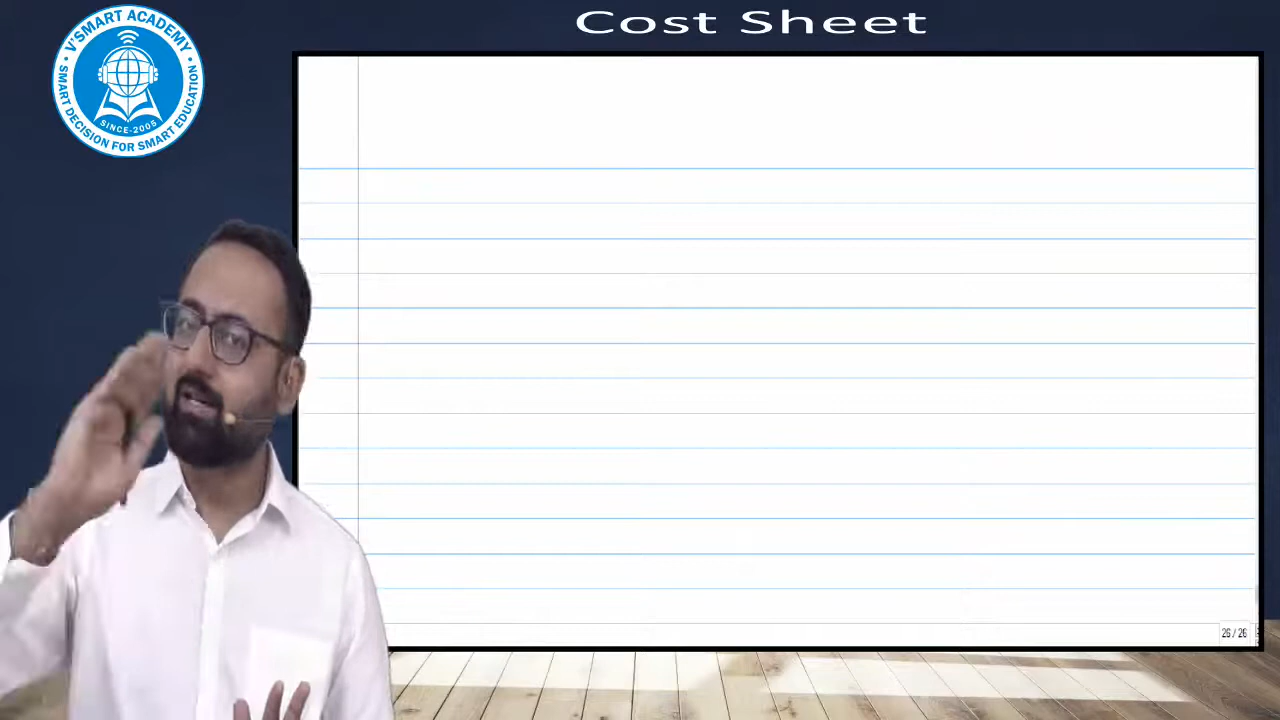 Cost Sheet
V'SMART ACADEMY
SINCE-2005
SMART DECISION FOR SMART EDUCATION
26 / 26